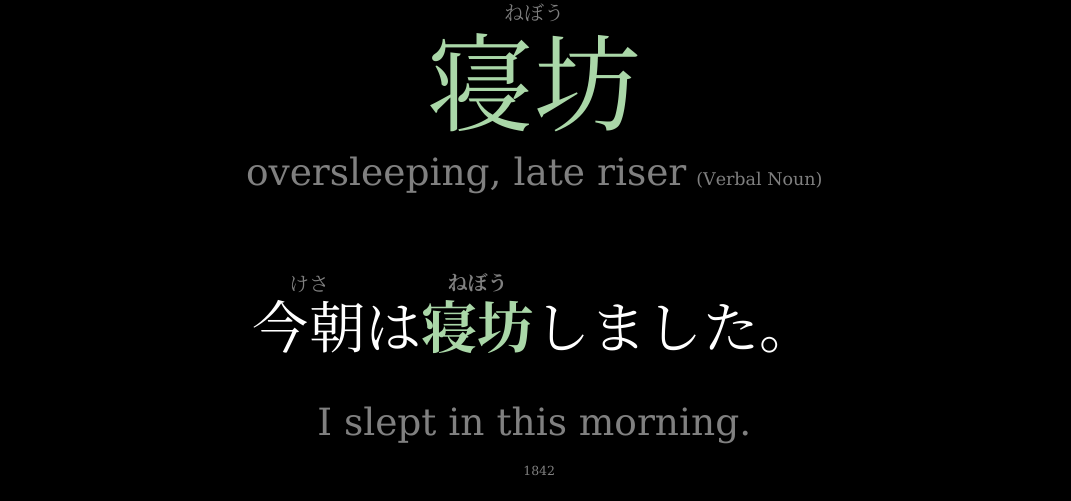 ねぼう
寝坊
oversleeping, late riser (Verbal Noun)
けさ ねぼう
今朝は寝坊しました。
I slept in this morning.
1842